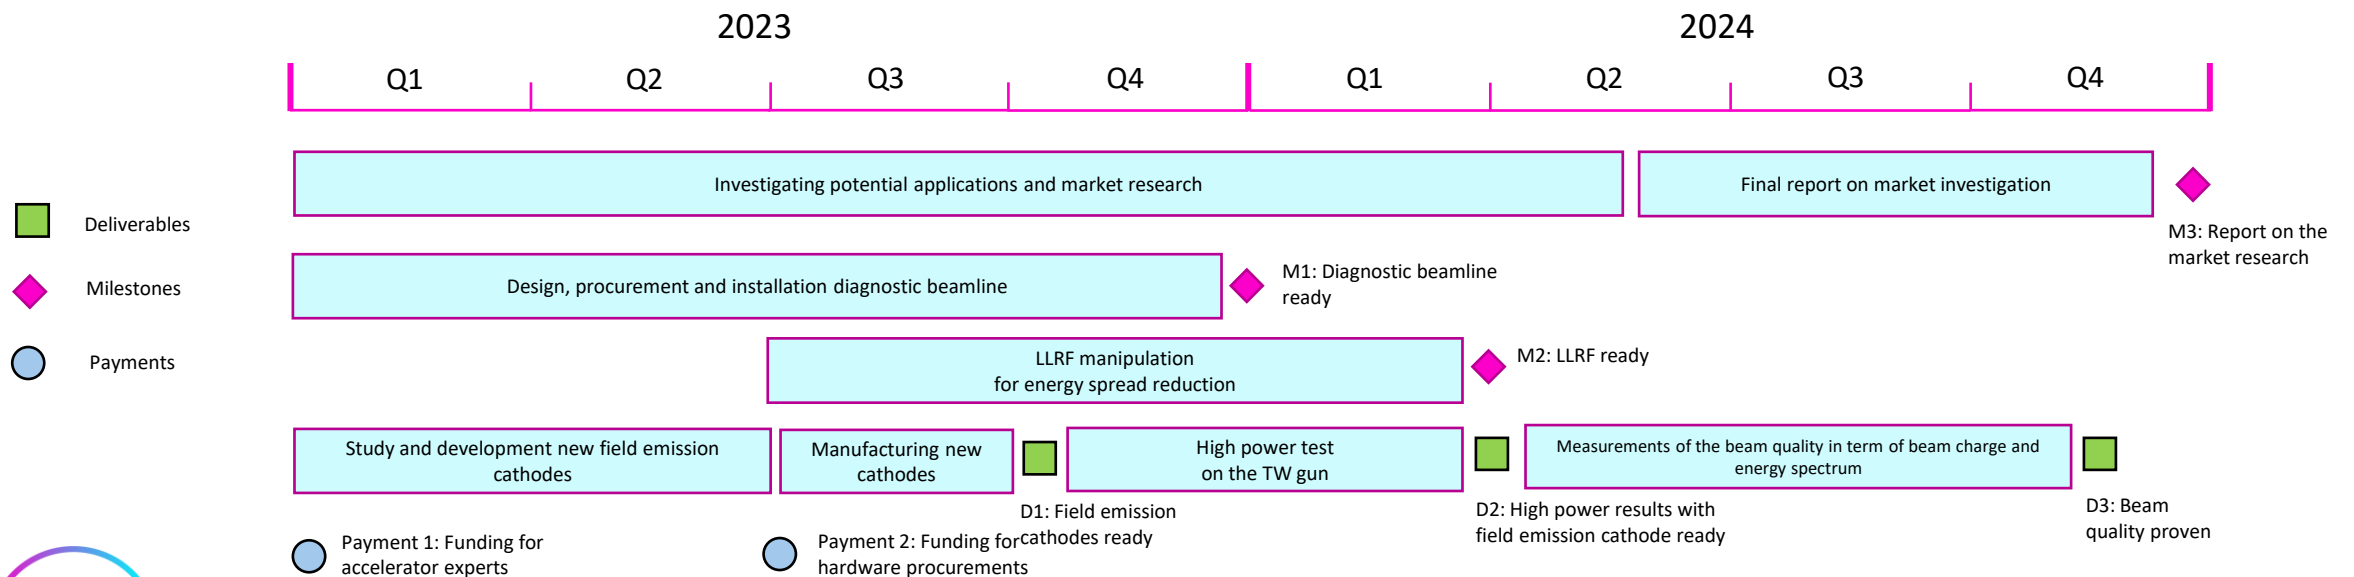 2023
2024
Q1
Q2
Q3
Q4
Q1
Q2
Q3
Q4
Investigating potential applications and market research
Final report on market investigation
M3: Report on the
market research
Deliverables
Milestones
Payments
Design, procurement and installation diagnostic beamline
M1: Diagnostic beamline
ready
LLRF manipulation
for energy spread reduction
M2: LLRF ready
Study and development new field emission
cathodes
Manufacturing new
cathodes
High power test
on the TW gun
Measurements of the beam quality in term of beam charge and
energy spectrum
D1: Field emission
cathodes ready
D2: High power results with
field emission cathode ready
D3: Beam
quality proven
Payment 1: Funding for
accelerator experts
Payment 2: Funding for
hardware procurements